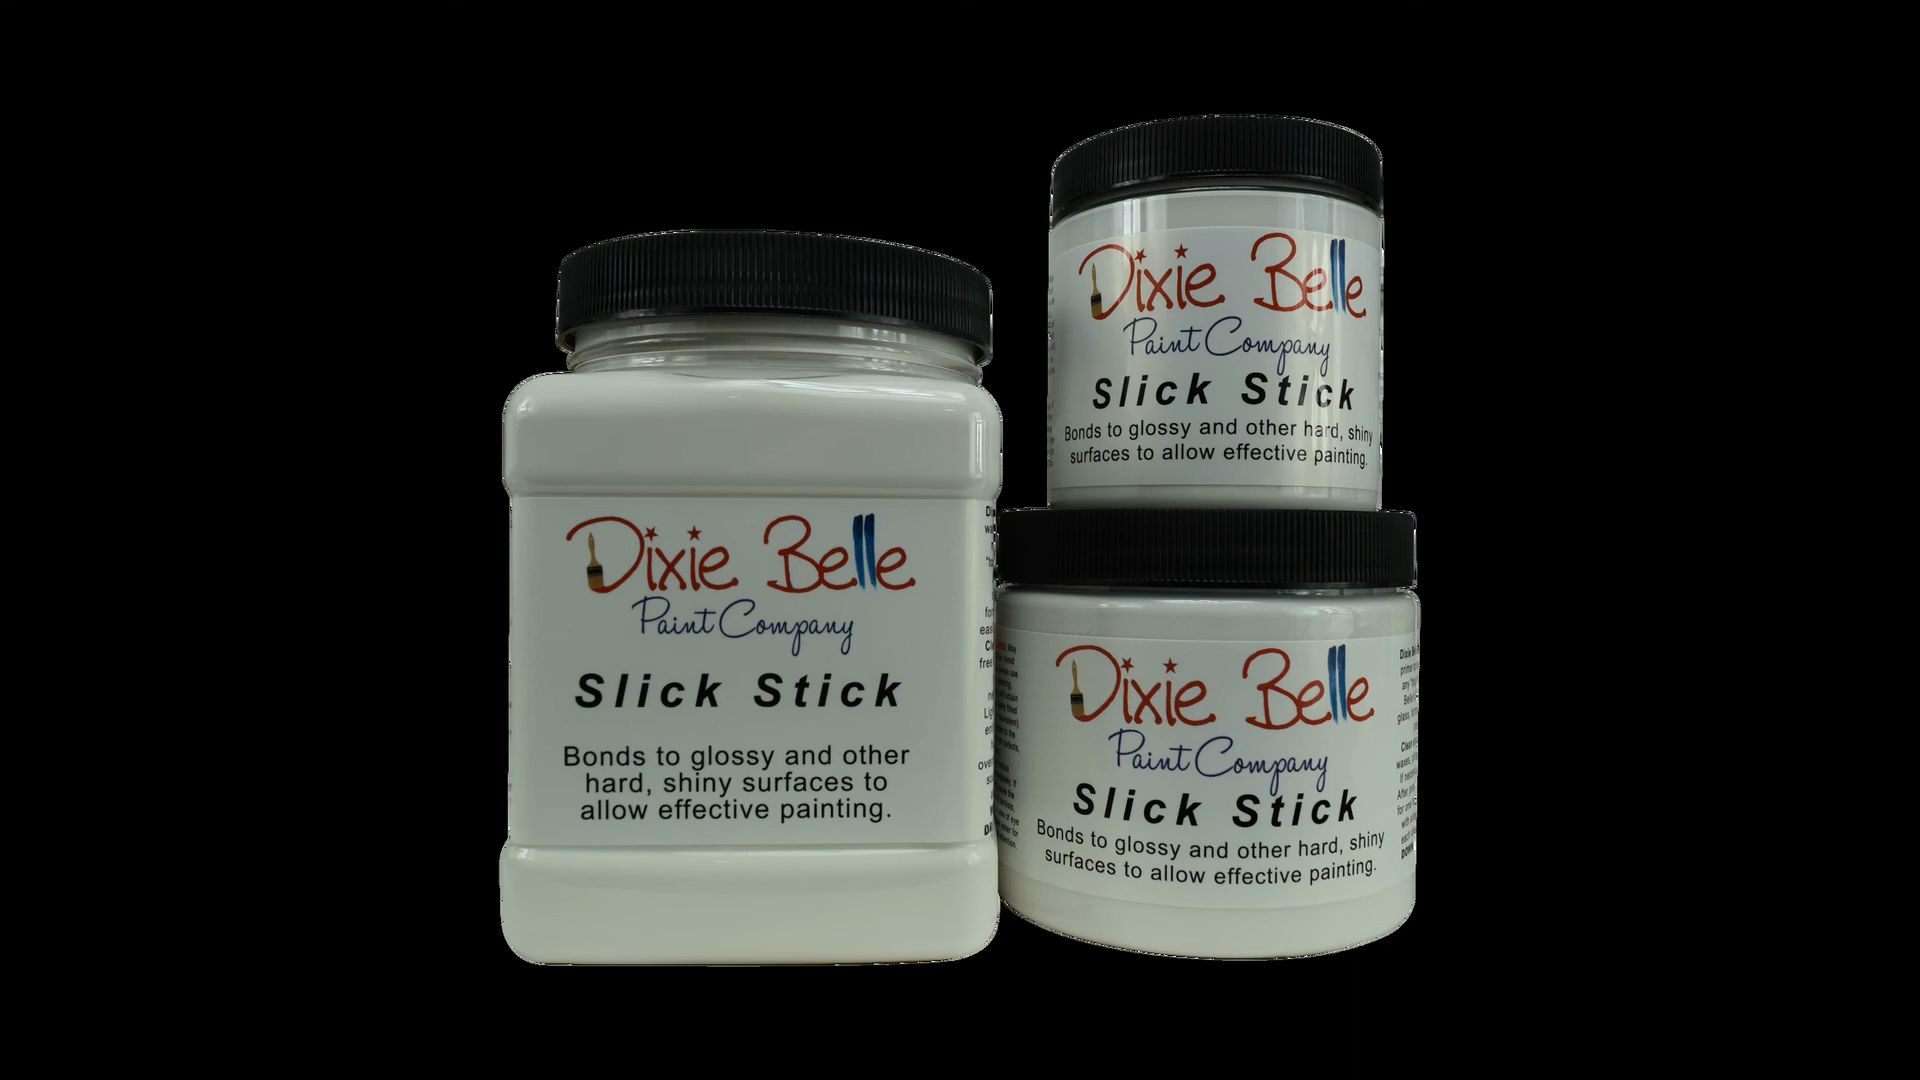 Dixie Belle
Paint Company
Slick Stick
Bonds to glossy and other
hard, shiny surfaces to
allow effective painting.
Dixie Belle
Paint Company
Slick Stick
Bonds to glossy and other hard, shiny
surfaces to allow effective painting.
Dixie Belle
Paint Company
Slick Stick
Bonds to glossy and other hard, shiny
surfaces to allow effective painting.